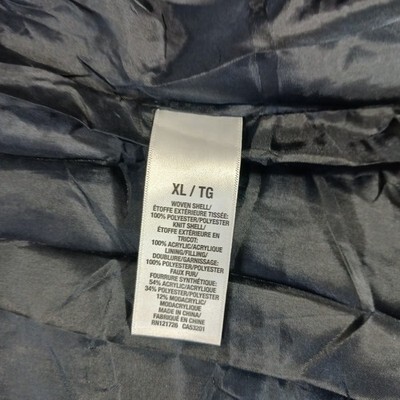 XL / TG
WOVEN SHELL/
ÉTOFFE EXTÉRIEURE TISSÉE:
100% POLYESTER/POLYESTER
KNIT SHELL/
ÉTOFFE EXTÉRIEURE EN
TRICOT:
100% ACRYLIC/ACRYLIQUE
LINING/FILLING/
DOUBLURE/GARNISSAGE:
100% POLYESTER/POLYESTER
FAUX FUR/
FOURRURE SYNTHÉTIQUE:
54% ACRYLIC/ACRYLIQUE
34% POLYESTER/POLYESTER
12% MODACRYLIC/
MODACRYLIQUE
MADE IN CHINA/
FABRIQUÉ EN CHINE
RN121726 CA53201